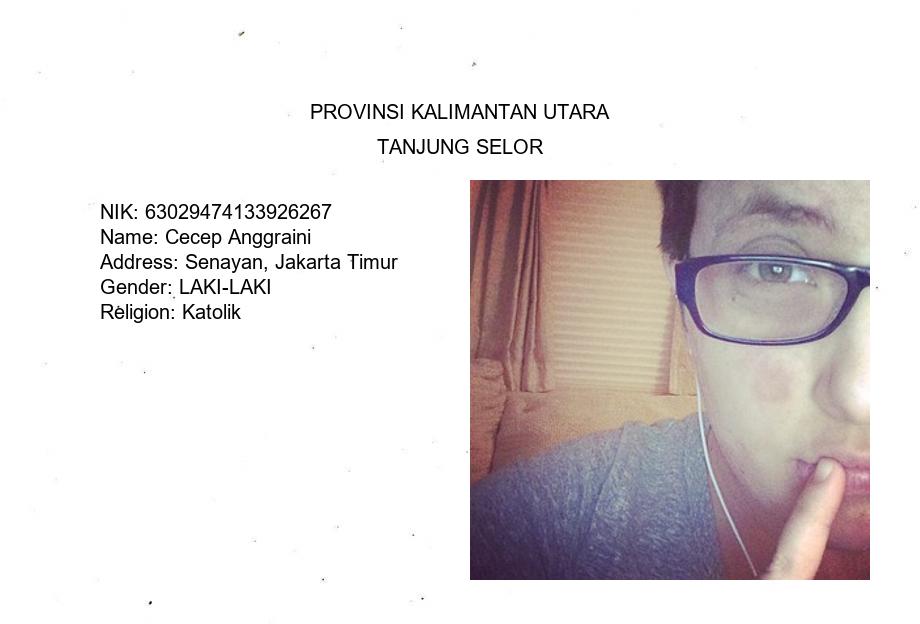 PROVINSI KALIMANTAN UTARA
TANJUNG SELOR
NIK: 63029474133926267
Name: Cecep Anggraini
Address: Senayan, Jakarta Timur
Gender: LAKI-LAKI
Religion: Katolik